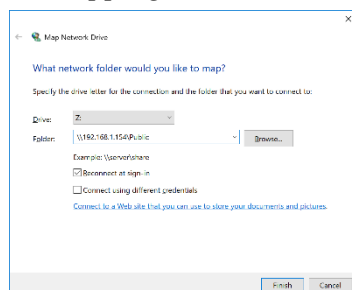 Map Network Drive
What network folder would you like to map?
Specify the drive letter for the connection and the folder that you want to connect to:
Drive: Z:
Folder: \\192.168.1.154\Public Browse...
Example: \\server\share
Reconnect at sign-in
Connect using different credentials
Connect to a Web site that you can use to store your documents and pictures.
Finish Cancel